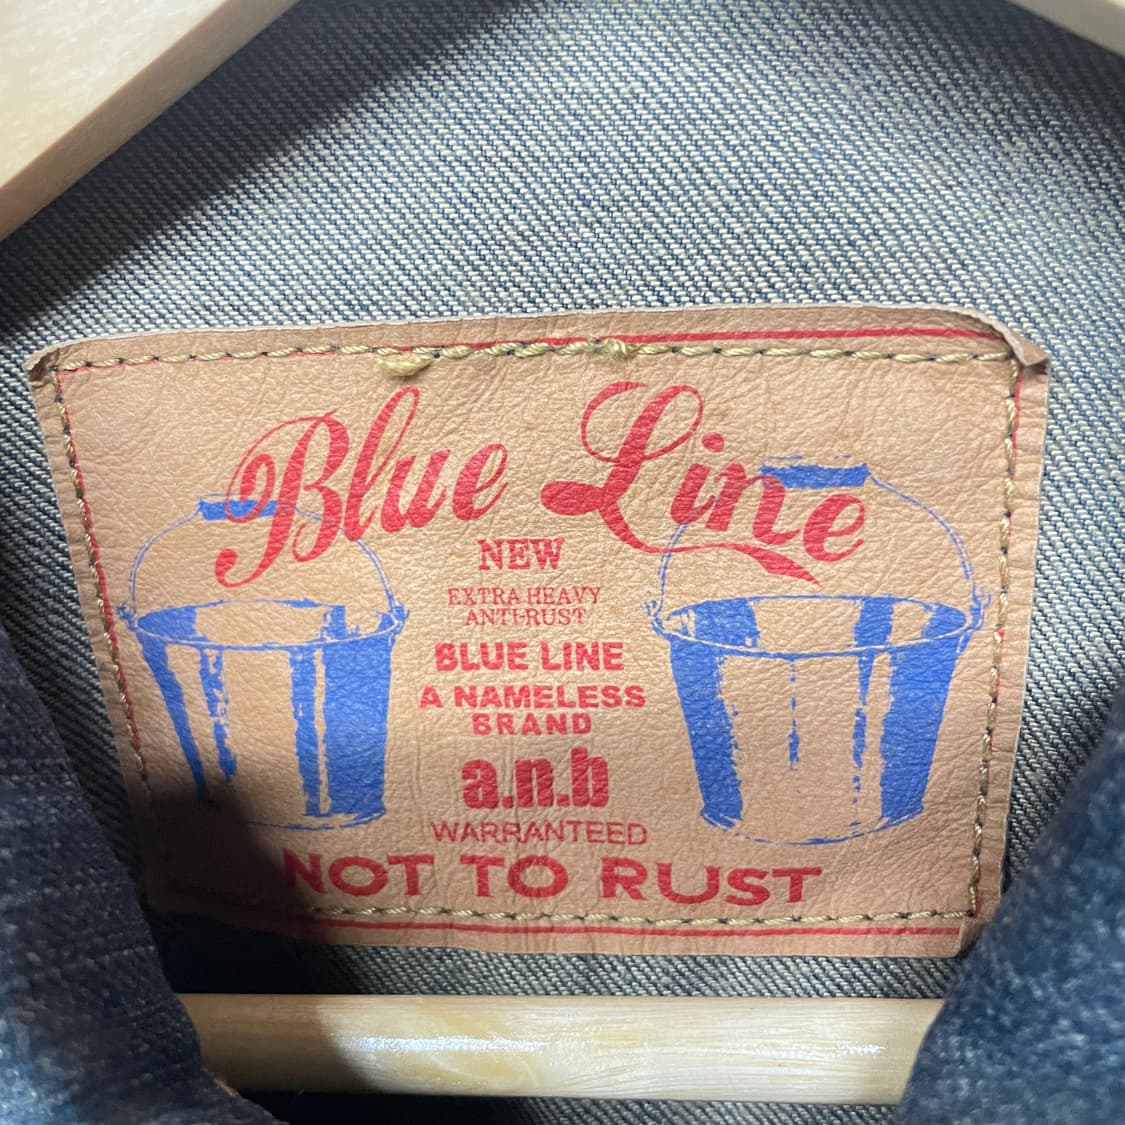 Blue Line
NEW
EXTRA HEAVY
ANTI-RUST
BLUE LINE
A NAMELESS
BRAND
a.n.b
WARRANTEED
NOT TO RUST